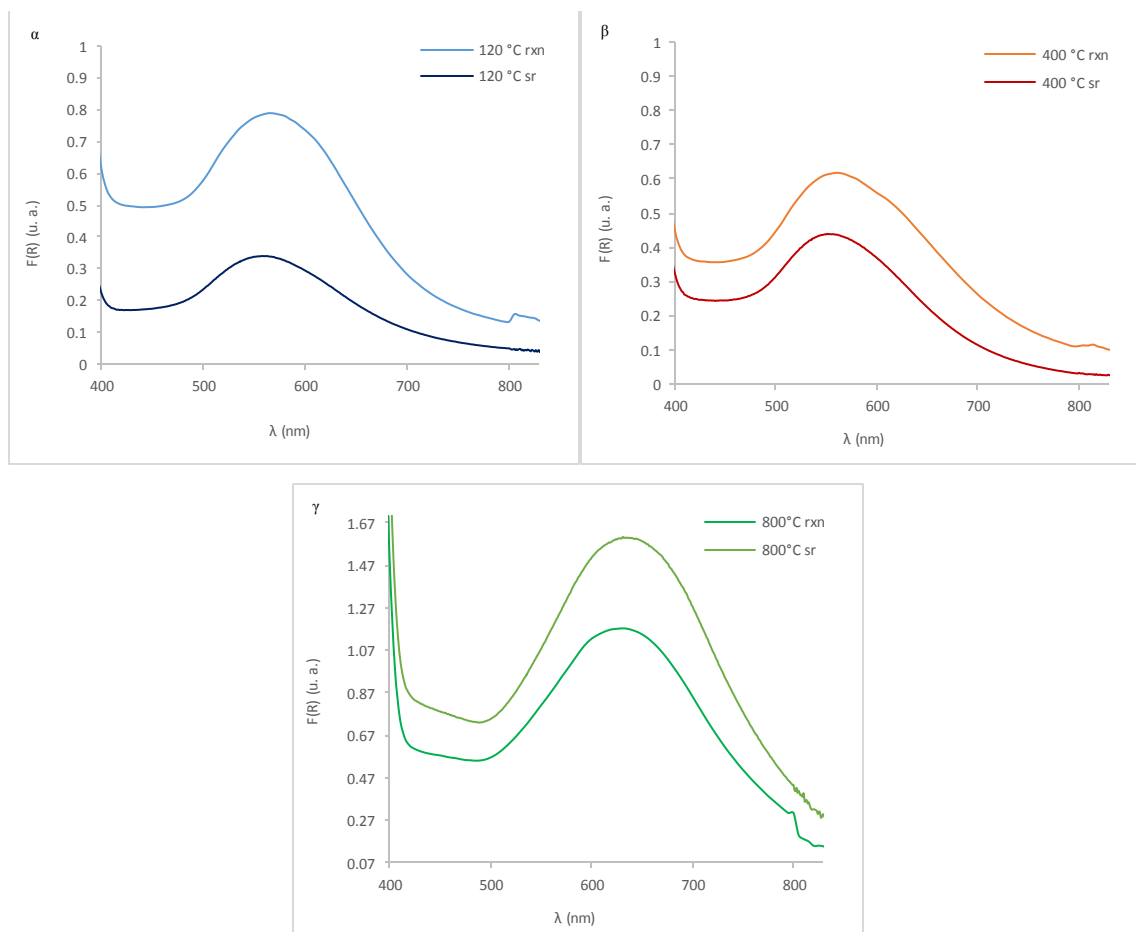 α
120 °C rxn
120 °C sr
1
0.9
0.8
0.7
0.6
0.5
0.4
0.3
0.2
0.1
0
400 500 600 700 800
F(R) (u. a.)
λ (nm)
β
400 °C rxn
400 °C sr
1
0.9
0.8
0.7
0.6
0.5
0.4
0.3
0.2
0.1
0
400 500 600 700 800
F(R) (u. a.)
λ (nm)
γ
800°C rxn
800°C sr
1.67
1.47
1.27
1.07
0.87
0.67
0.47
0.27
0.07
400 500 600 700 800
F(R) (u. a.)
λ (nm)